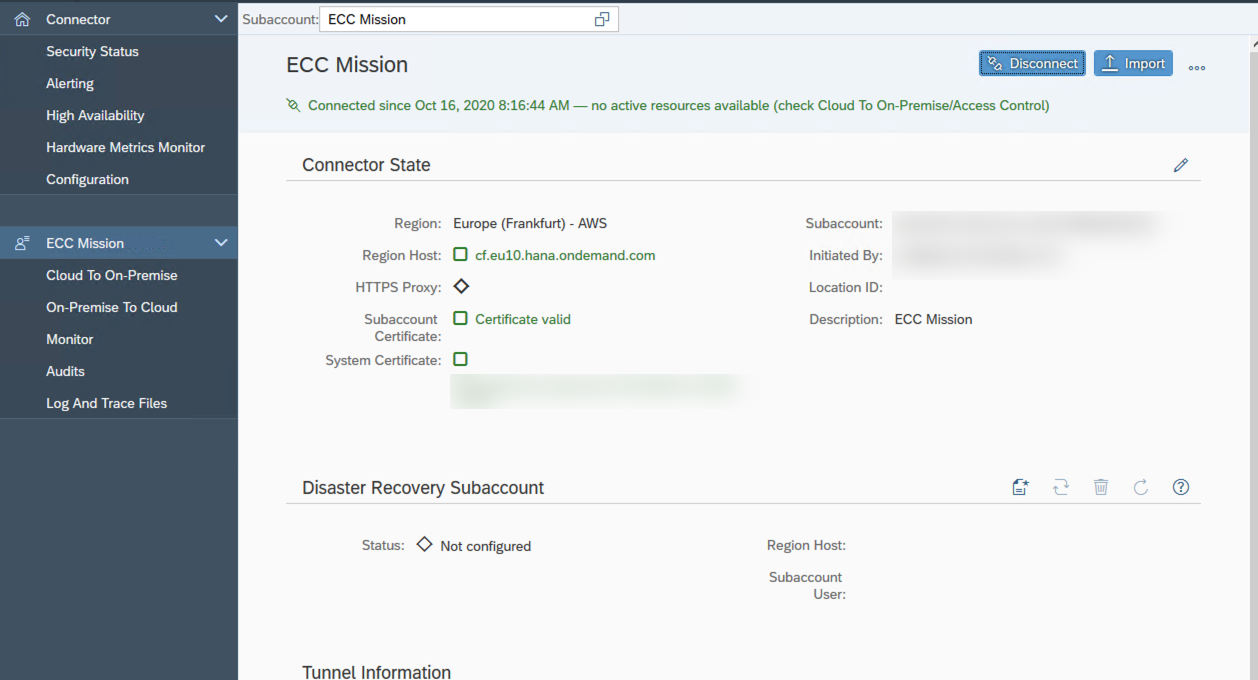 Connector
Security Status
Alerting
High Availability
Hardware Metrics Monitor
Configuration
ECC Mission
Cloud To On-Premise
On-Premise To Cloud
Monitor
Audits
Log And Trace Files
Subaccount: ECC Mission
ECC Mission
Disconnect
Import
Connected since Oct 16, 2020 8:16:44 AM — no active resources available (check Cloud To On-Premise/Access Control)
Connector State
Region: Europe (Frankfurt) - AWS
Region Host: cf.eu10.hana.ondemand.com
HTTPS Proxy:
Subaccount
Certificate:
Certificate valid
System Certificate:
Subaccount:
Initiated By:
Location ID:
Description: ECC Mission
Disaster Recovery Subaccount
Status: Not configured
Region Host:
Subaccount
User:
Tunnel Information